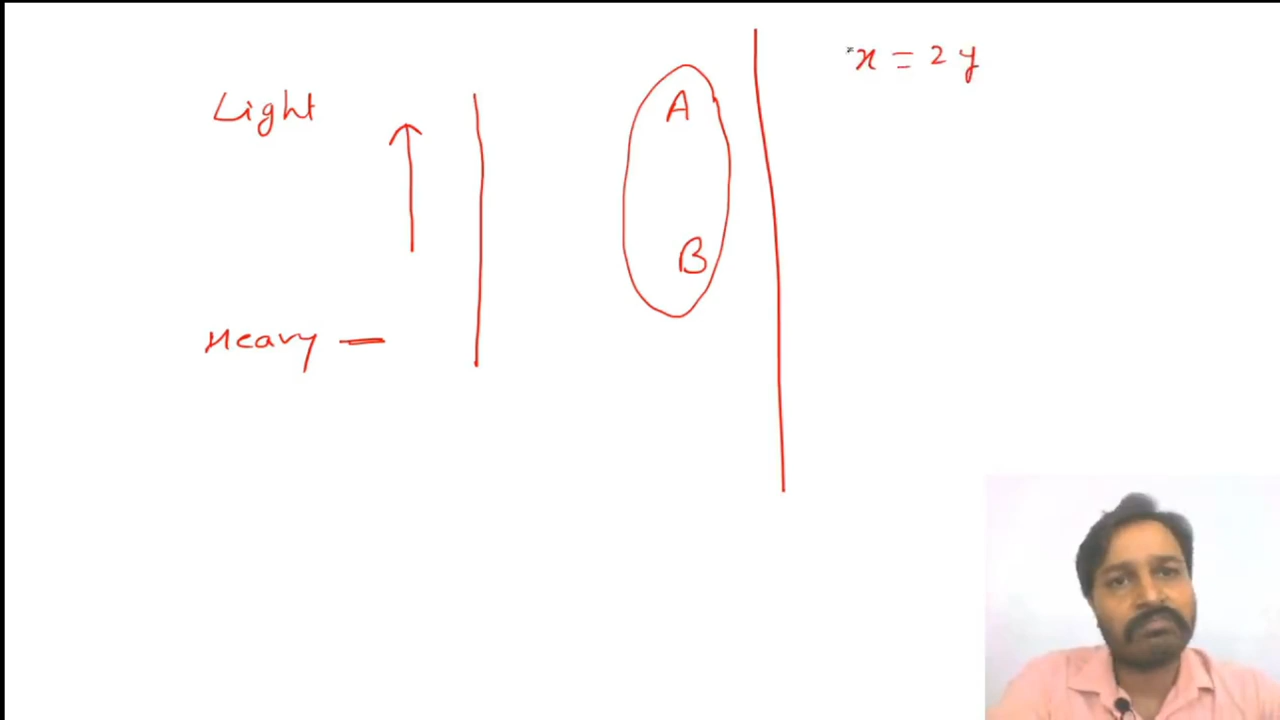 Light
Heavy —
A
B
x = 2y